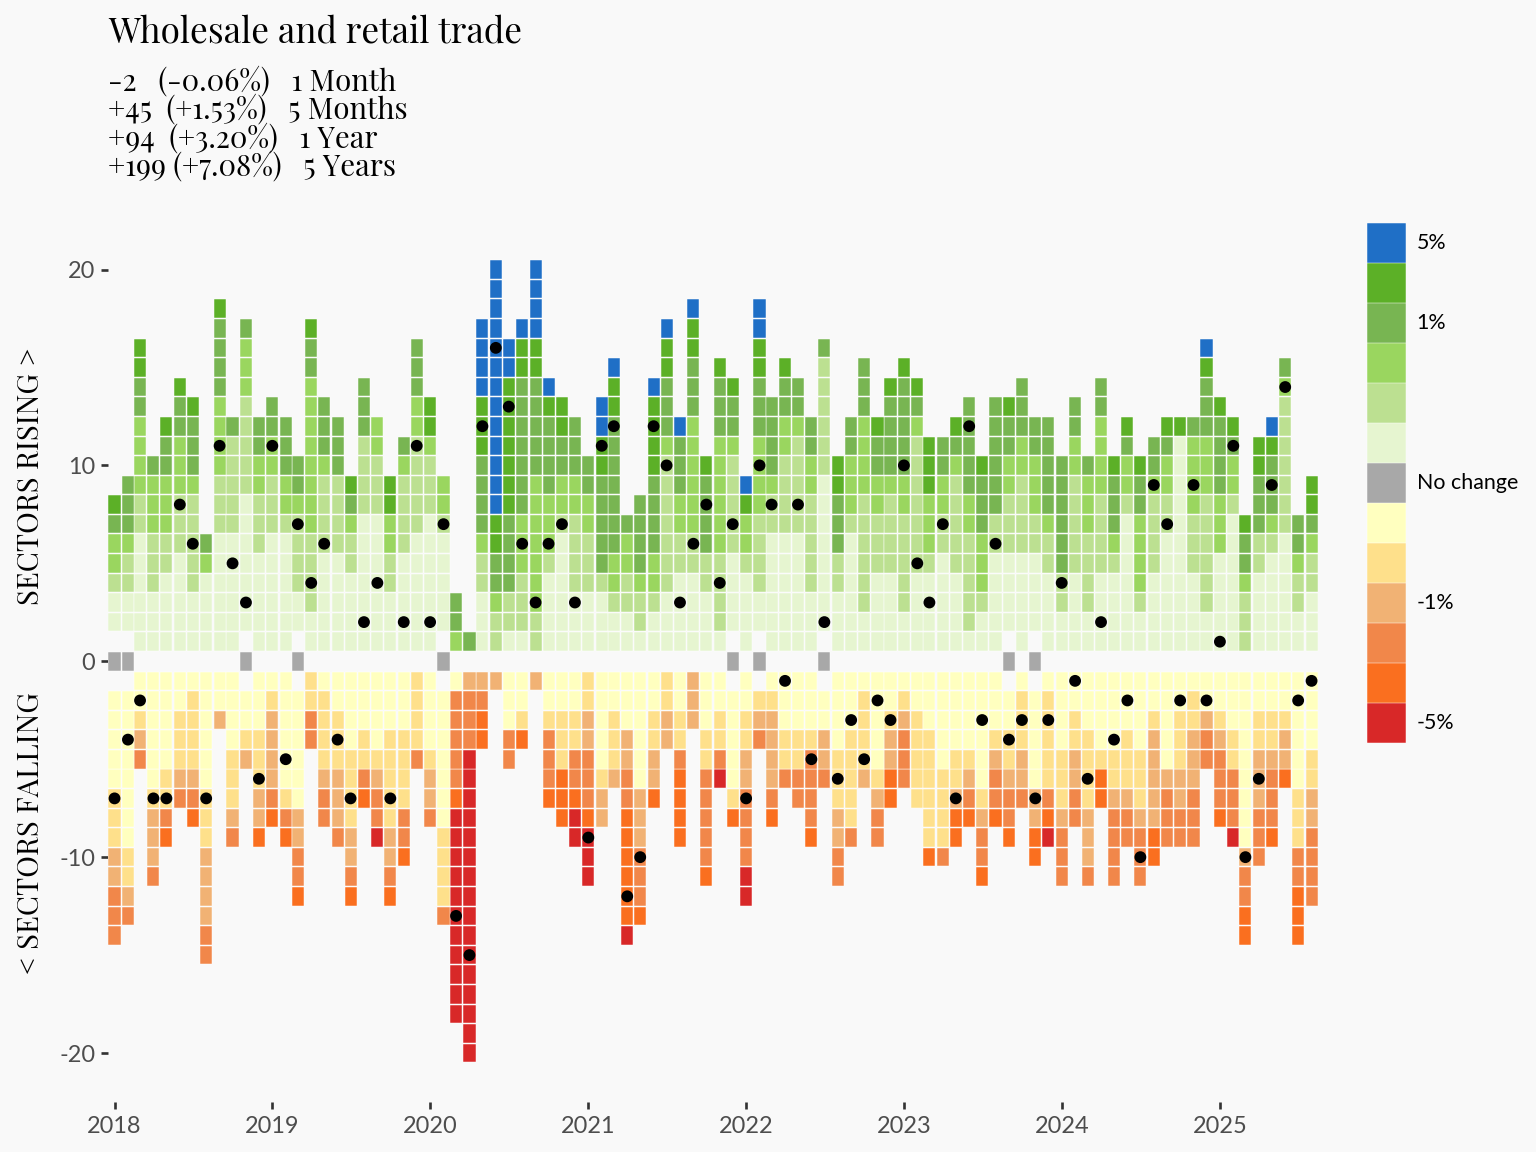 Wholesale and retail trade
-2 (-0.06%) 1 Month
+45 (+1.53%) 5 Months
+94 (+3.20%) 1 Year
+199 (+7.08%) 5 Years
SECTORS RISING >
< SECTORS FALLING
20
10
0
-10
-20
2018 2019 2020 2021 2022 2023 2024 2025
5%
1%
No change
-1%
-5%